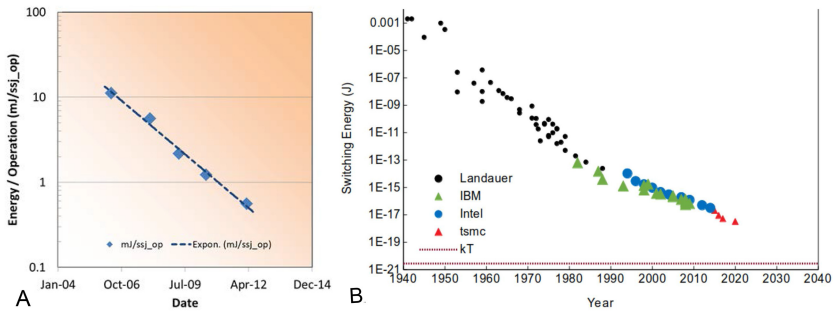 100
10
1
0.1
Energy / Operation (mJ/ssj_op)
mJ/ssj_op
Expon. (mJ/ssj_op)
Jan-04 Oct-06 Jul-09 Apr-12 Dec-14
Date
A
0.001
1E-05
1E-07
1E-09
1E-11
1E-13
1E-15
1E-17
1E-19
1E-21
Switching Energy (J)
Landauer
IBM
Intel
tsmc
kT
1940 1950 1960 1970 1980 1990 2000 2010 2020 2030 2040
Year
B